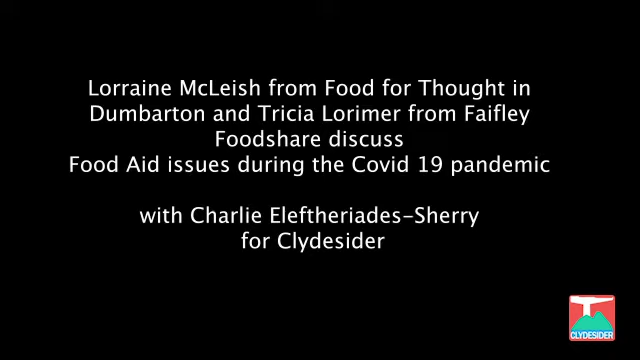 Lorraine McLeish from Food for Thought in
Dumbarton and Tricia Lorimer from Faifley
Foodshare discuss
Food Aid issues during the Covid 19 pandemic
with Charlie Eleftheriades-Sherry
for Clydesider
CLYDESIDER